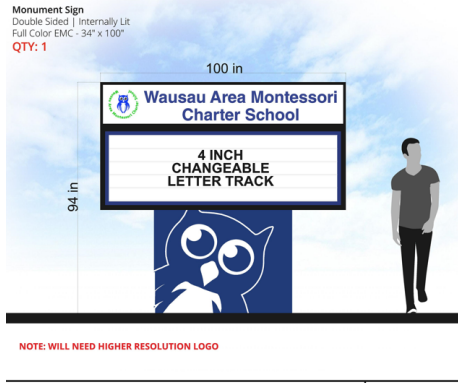 Monument Sign
Double Sided | Internally Lit
Full Color EMC - 34" x 100"
QTY: 1
100 in
Wausau Area Montessori
Charter School
4 INCH
CHANGEABLE
LETTER TRACK
94 in
NOTE: WILL NEED HIGHER RESOLUTION LOGO